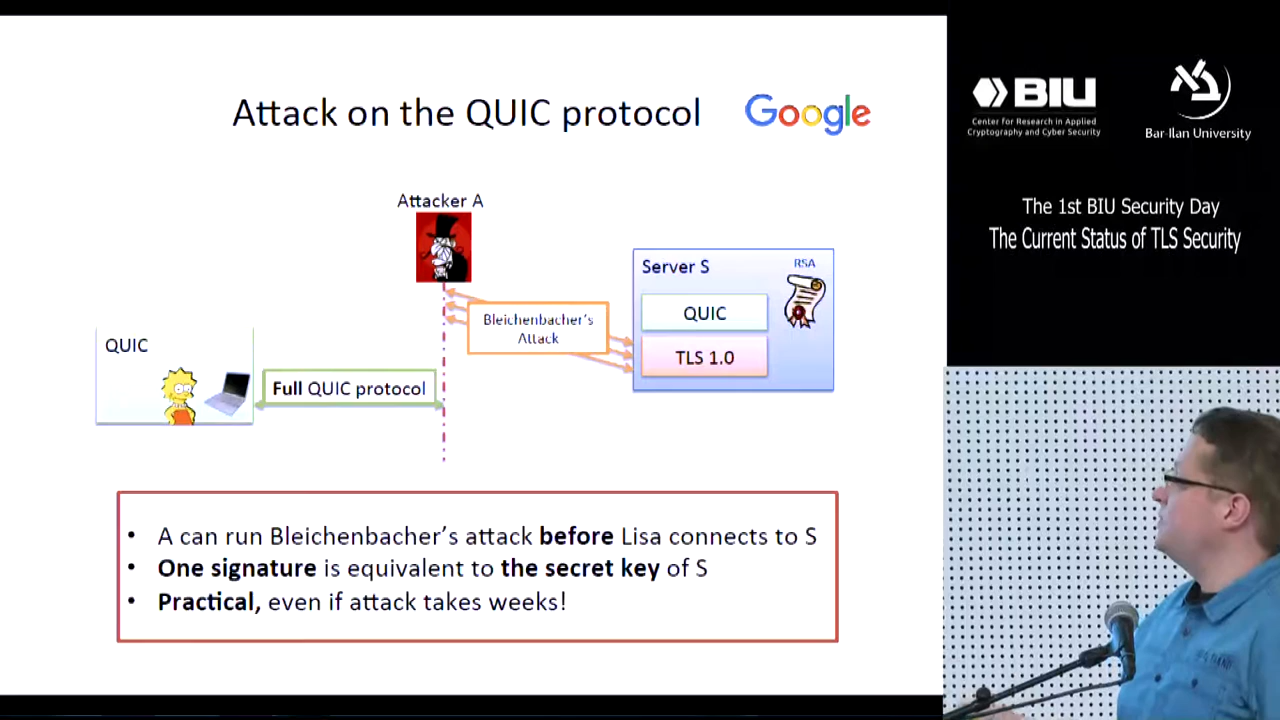 Attack on the QUIC protocol
Google
Attacker A
Server S
RSA
QUIC
TLS 1.0
Bleichenbacher's
Attack
QUIC
Full QUIC protocol
• A can run Bleichenbacher's attack before Lisa connects to S
• One signature is equivalent to the secret key of S
• Practical, even if attack takes weeks!
BIU
Center for Research in Applied
Cryptography and Cyber Security
Bar-Ilan University
The 1st BIU Security Day
The Current Status of TLS Security